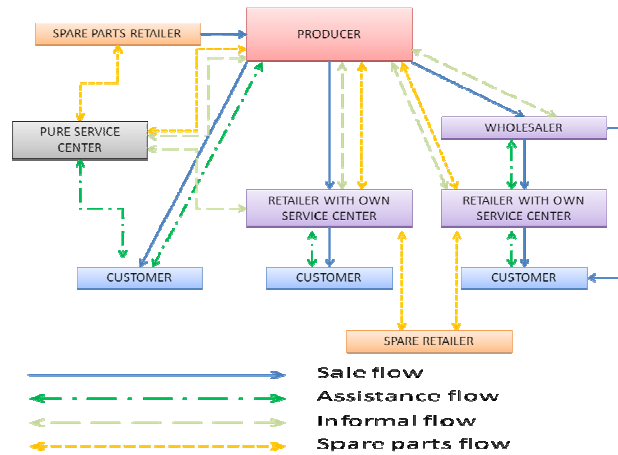 SPARE PARTS RETAILER
PRODUCER
PURE SERVICE
CENTER
WHOLESALER
RETAILER WITH OWN
SERVICE CENTER
RETAILER WITH OWN
SERVICE CENTER
CUSTOMER
CUSTOMER
CUSTOMER
SPARE RETAILER
Sale flow
Assistance flow
Informal flow
Spare parts flow